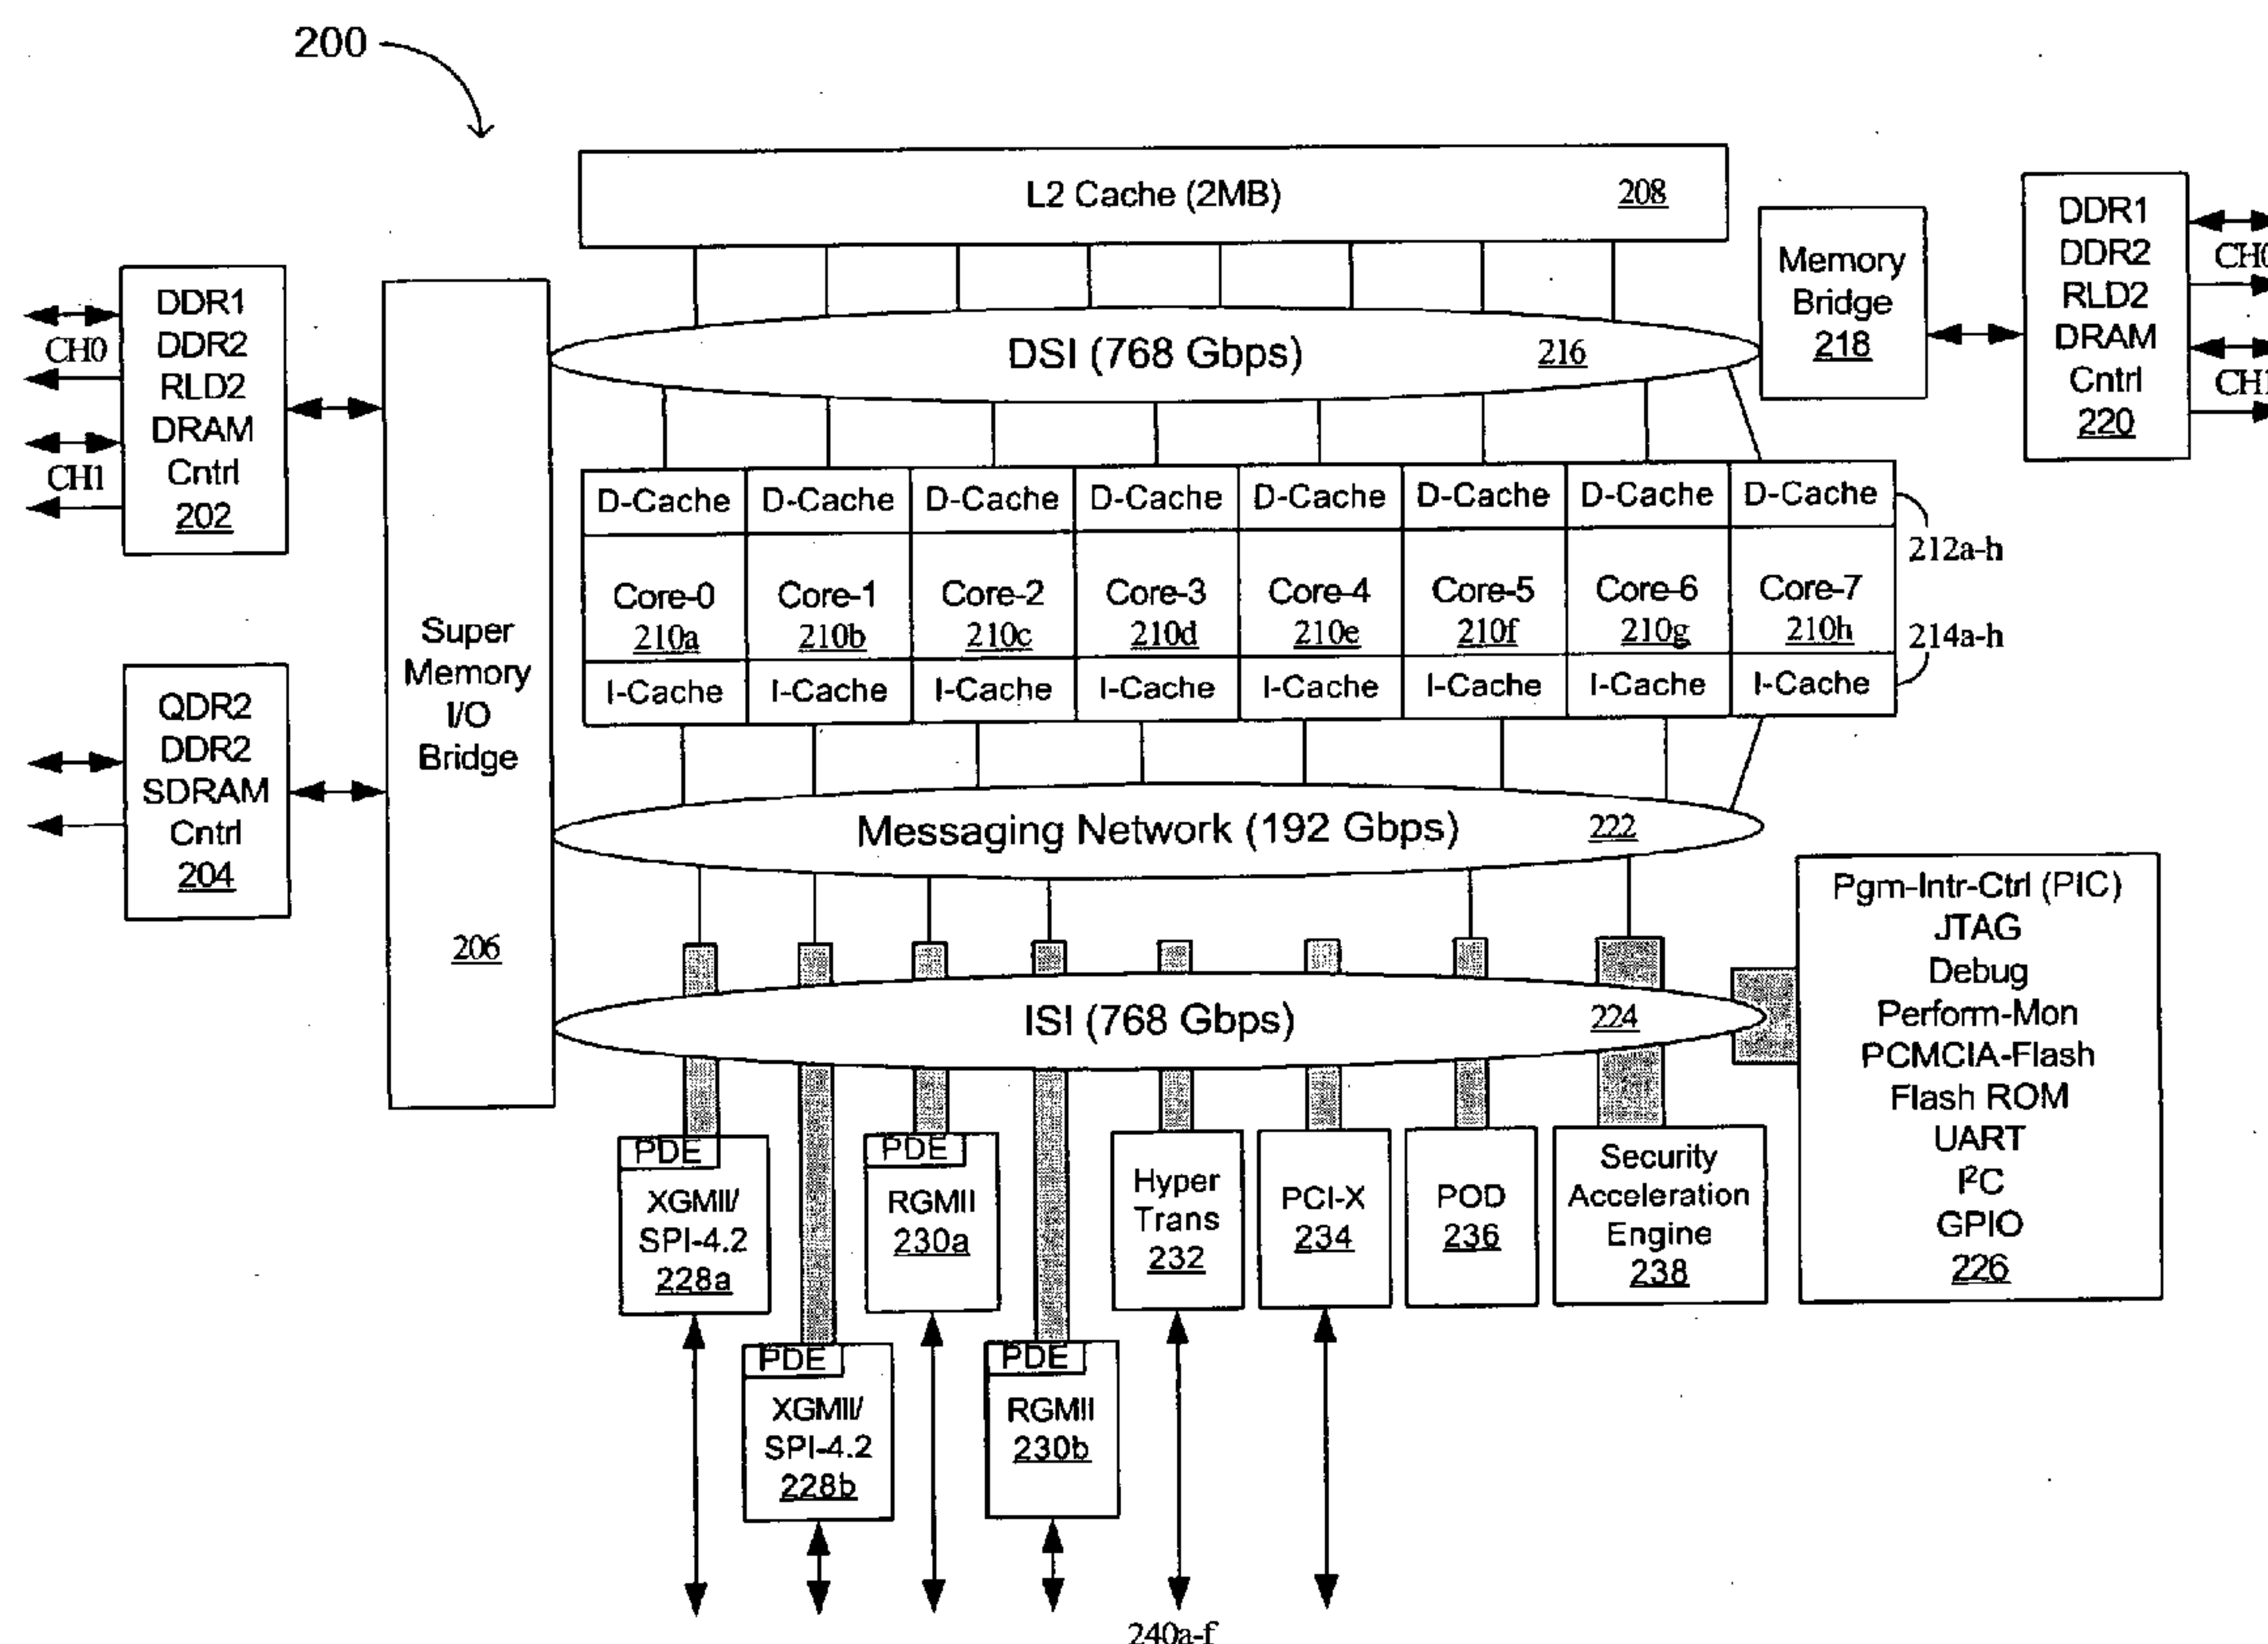 200
L2 Cache (2MB) 208
DDR1
DDR2
RLD2
DRAM
Cntrl
202
CH0
CH1
QDR2
DDR2
SDRAM
Cntrl
204
Super
Memory
I/O
Bridge
206
DSI (768 Gbps) 216
Memory
Bridge
218
DDR1
DDR2
RLD2
DRAM
Cntrl
220
D-Cache D-Cache D-Cache D-Cache D-Cache D-Cache D-Cache D-Cache
212a-h
Core-0 Core-1 Core-2 Core-3 Core-4 Core-5 Core-6 Core-7
210a 210b 210c 210d 210e 210f 210g 210h
214a-h
I-Cache I-Cache I-Cache I-Cache I-Cache I-Cache I-Cache I-Cache
Messaging Network (192 Gbps) 222
ISI (768 Gbps) 224
Pgm-Intr-Ctrl (PIC)
JTAG
Debug
Perform-Mon
PCMCIA-Flash
Flash ROM
UART
I²C
GPIO
226
PDE
XGMII/
SPI-4.2
228a
PDE
XGMII/
SPI-4.2
228b
PDE
RGMII
230a
PDE
RGMII
230b
Hyper
Trans
232
PCI-X
234
POD
236
Security
Acceleration
Engine
238
240a-f